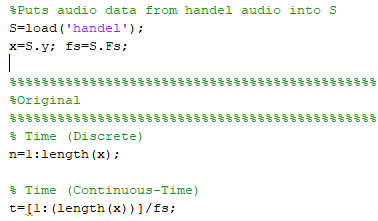 %Puts audio data from handel audio into S
S=load('handel');
x=S.y; fs=S.Fs;
%%%%%%%%%%%%%%%%%%%%%%%%%%%%%%%%%%%%%%%%%%%%%%
%Original
%%%%%%%%%%%%%%%%%%%%%%%%%%%%%%%%%%%%%%%%%%%%%%
% Time (Discrete)
n=1:length(x);
% Time (Continuous-Time)
t=[1:(length(x))]/fs;